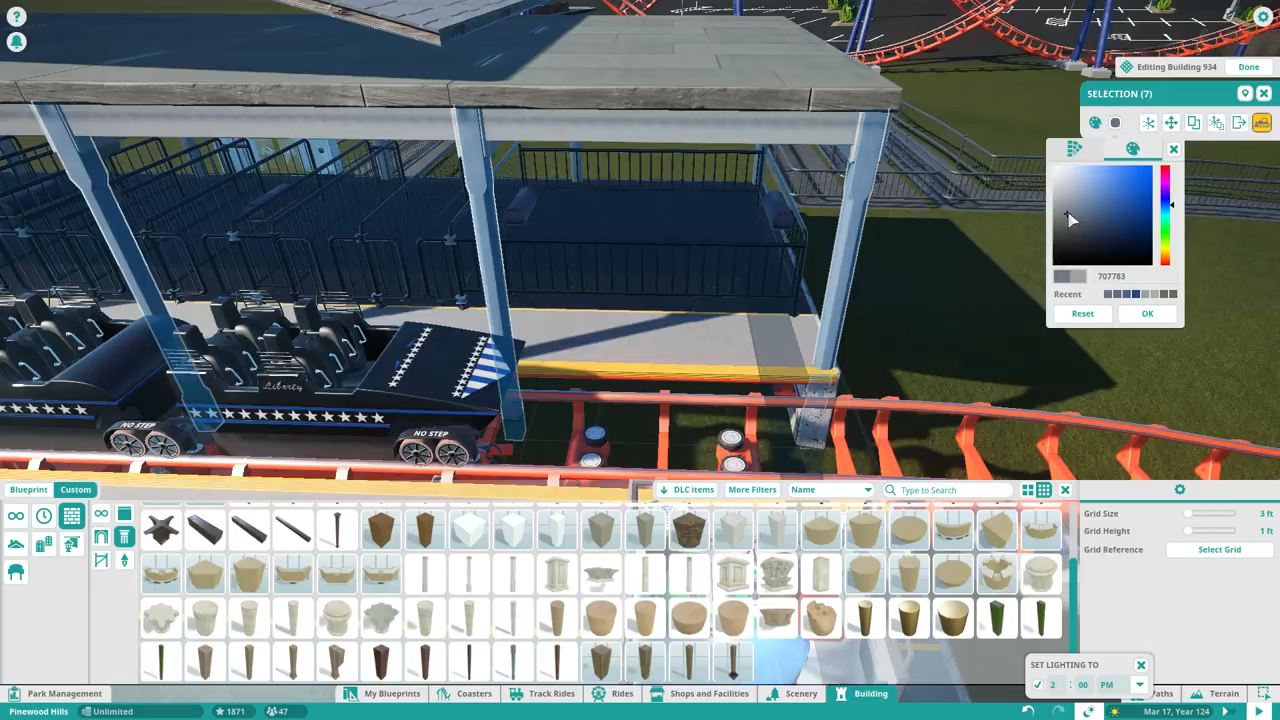 ?
Editing Building 934 Done
SELECTION (7)
707783
Recent
Reset OK
Liberty
NO STEP
NO STEP
Blueprint Custom
DLC items More Filters Name Type to Search
Grid Size 3 ft
Grid Height 1 ft
Grid Reference Select Grid
SET LIGHTING TO
2 : 00 PM
Park Management My Blueprints Coasters Track Rides Rides Shops and Facilities Scenery Building Paths Terrain
Pinewood Hills Unlimited 1871 47 Mar 17, Year 124